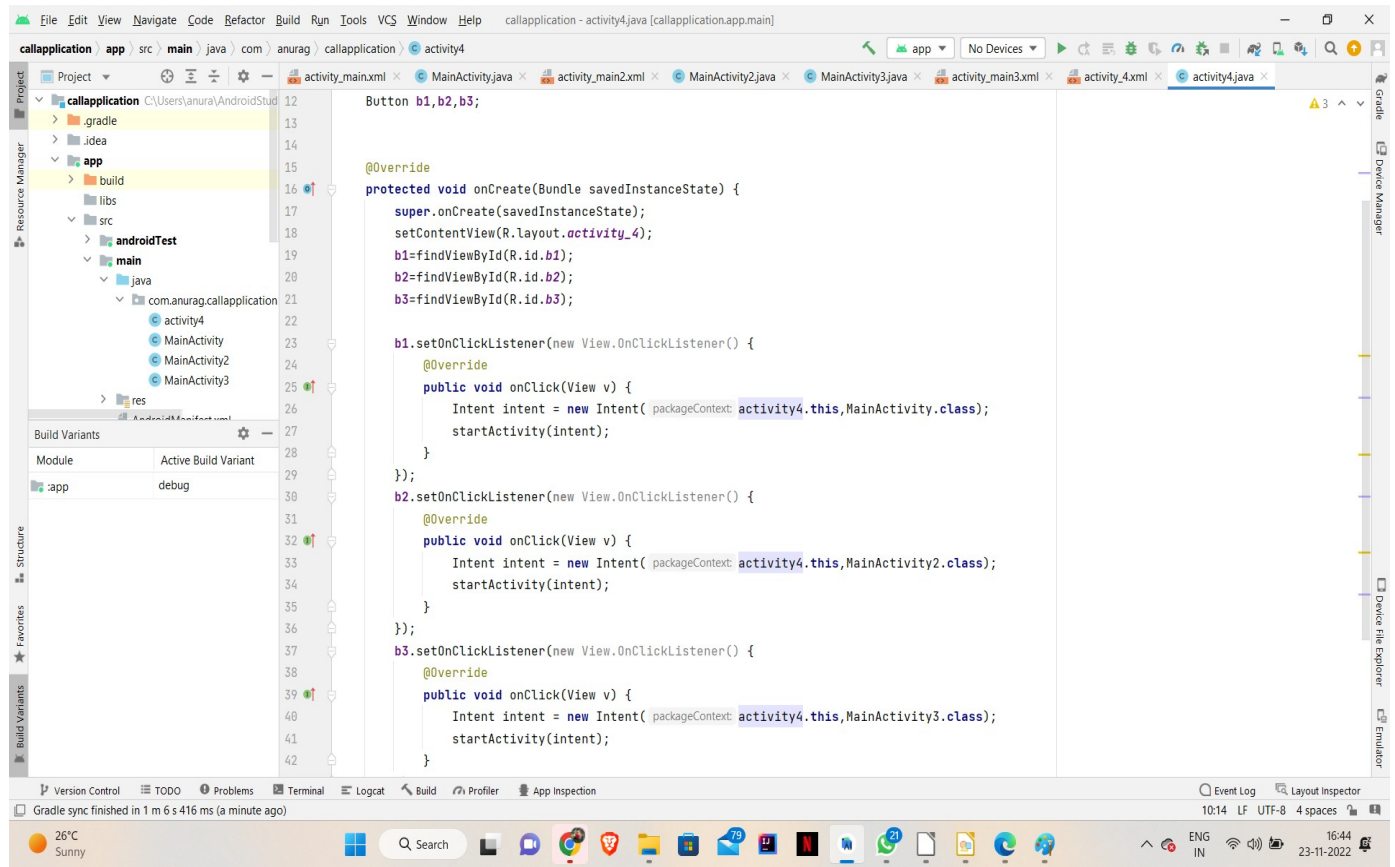 File Edit View Navigate Code Refactor Build Run Tools VCS Window Help callapplication - activity4.java [callapplication.app.main]
callapplication app src main java com anurag callapplication activity4 app No Devices
Project activity_main.xml MainActivity.java activity_main2.xml MainActivity2.java MainActivity3.java activity_main3.xml activity_4.xml activity4.java
Project
Resource Manager
Structure
Favorites
Build Variants
callapplication C:\Users\anura\AndroidStud
.gradle
.idea
app
build
libs
src
androidTest
main
java
com.anurag.callapplication
activity4
MainActivity
MainActivity2
MainActivity3
res
AndroidManifest.xml
Build Variants
Module Active Build Variant
:app debug
12 Button b1,b2,b3;
13
14
15 @Override
16 protected void onCreate(Bundle savedInstanceState) {
17 super.onCreate(savedInstanceState);
18 setContentView(R.layout.activity_4);
19 b1=findViewById(R.id.b1);
20 b2=findViewById(R.id.b2);
21 b3=findViewById(R.id.b3);
22
23 b1.setOnClickListener(new View.OnClickListener() {
24 @Override
25 public void onClick(View v) {
26 Intent intent = new Intent( packageContext: activity4.this,MainActivity.class);
27 startActivity(intent);
28 }
29 });
30 b2.setOnClickListener(new View.OnClickListener() {
31 @Override
32 public void onClick(View v) {
33 Intent intent = new Intent( packageContext: activity4.this,MainActivity2.class);
34 startActivity(intent);
35 }
36 });
37 b3.setOnClickListener(new View.OnClickListener() {
38 @Override
39 public void onClick(View v) {
40 Intent intent = new Intent( packageContext: activity4.this,MainActivity3.class);
41 startActivity(intent);
42 }
3
Gradle
Device Manager
Device File Explorer
Emulator
Version Control TODO Problems Terminal Logcat Build Profiler App Inspection Event Log Layout Inspector
Gradle sync finished in 1 m 6 s 416 ms (a minute ago) 10:14 LF UTF-8 4 spaces
26°C
Sunny
Search
79
21
ENG
IN
16:44
23-11-2022